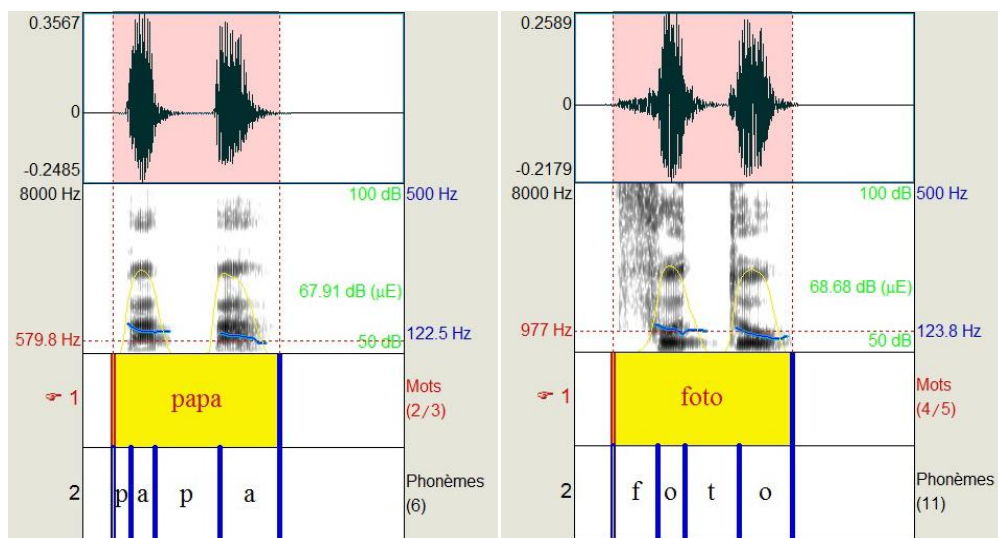 0.3567
0
-0.2485
8000 Hz
100 dB
500 Hz
67.91 dB (µE)
579.8 Hz
50 dB
122.5 Hz
☞ 1
papa
Mots
(2/3)
2
p a p a
Phonèmes
(6)
0.2589
0
-0.2179
8000 Hz
100 dB
500 Hz
68.68 dB (µE)
977 Hz
50 dB
123.8 Hz
☞ 1
foto
Mots
(4/5)
2
f o t o
Phonèmes
(11)